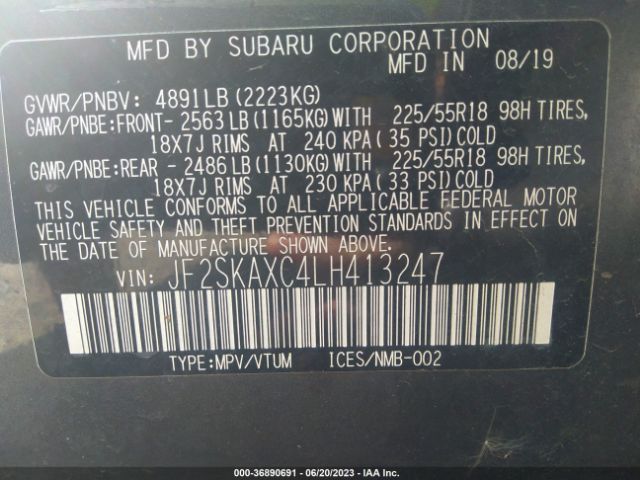 MFD BY SUBARU CORPORATION
MFD IN 08/19
GVWR/PNBV: 4891LB(2223KG)
GAWR/PNBE:FRONT-2563LB(1165KG)WITH 225/55R18 98H TIRES,
18X7J RIMS AT 240 KPA( 35 PSI)COLD
GAWR/PNBE:REAR -2486LB(1130KG)WITH 225/55R18 98H TIRES,
18X7J RIMS AT 230 KPA( 33 PSI)COLD
THIS VEHICLE CONFORMS TO ALL APPLICABLE FEDERAL MOTOR
VEHICLE SAFETY AND THEFT PREVENTION STANDARDS IN EFFECT ON
THE DATE OF MANUFACTURE SHOWN ABOVE.
VIN: JF2SKAXC4LH413247
TYPE:MPV/VTUM ICES/NMB-002
000-36890691 - 06/20/2023 - IAA Inc.